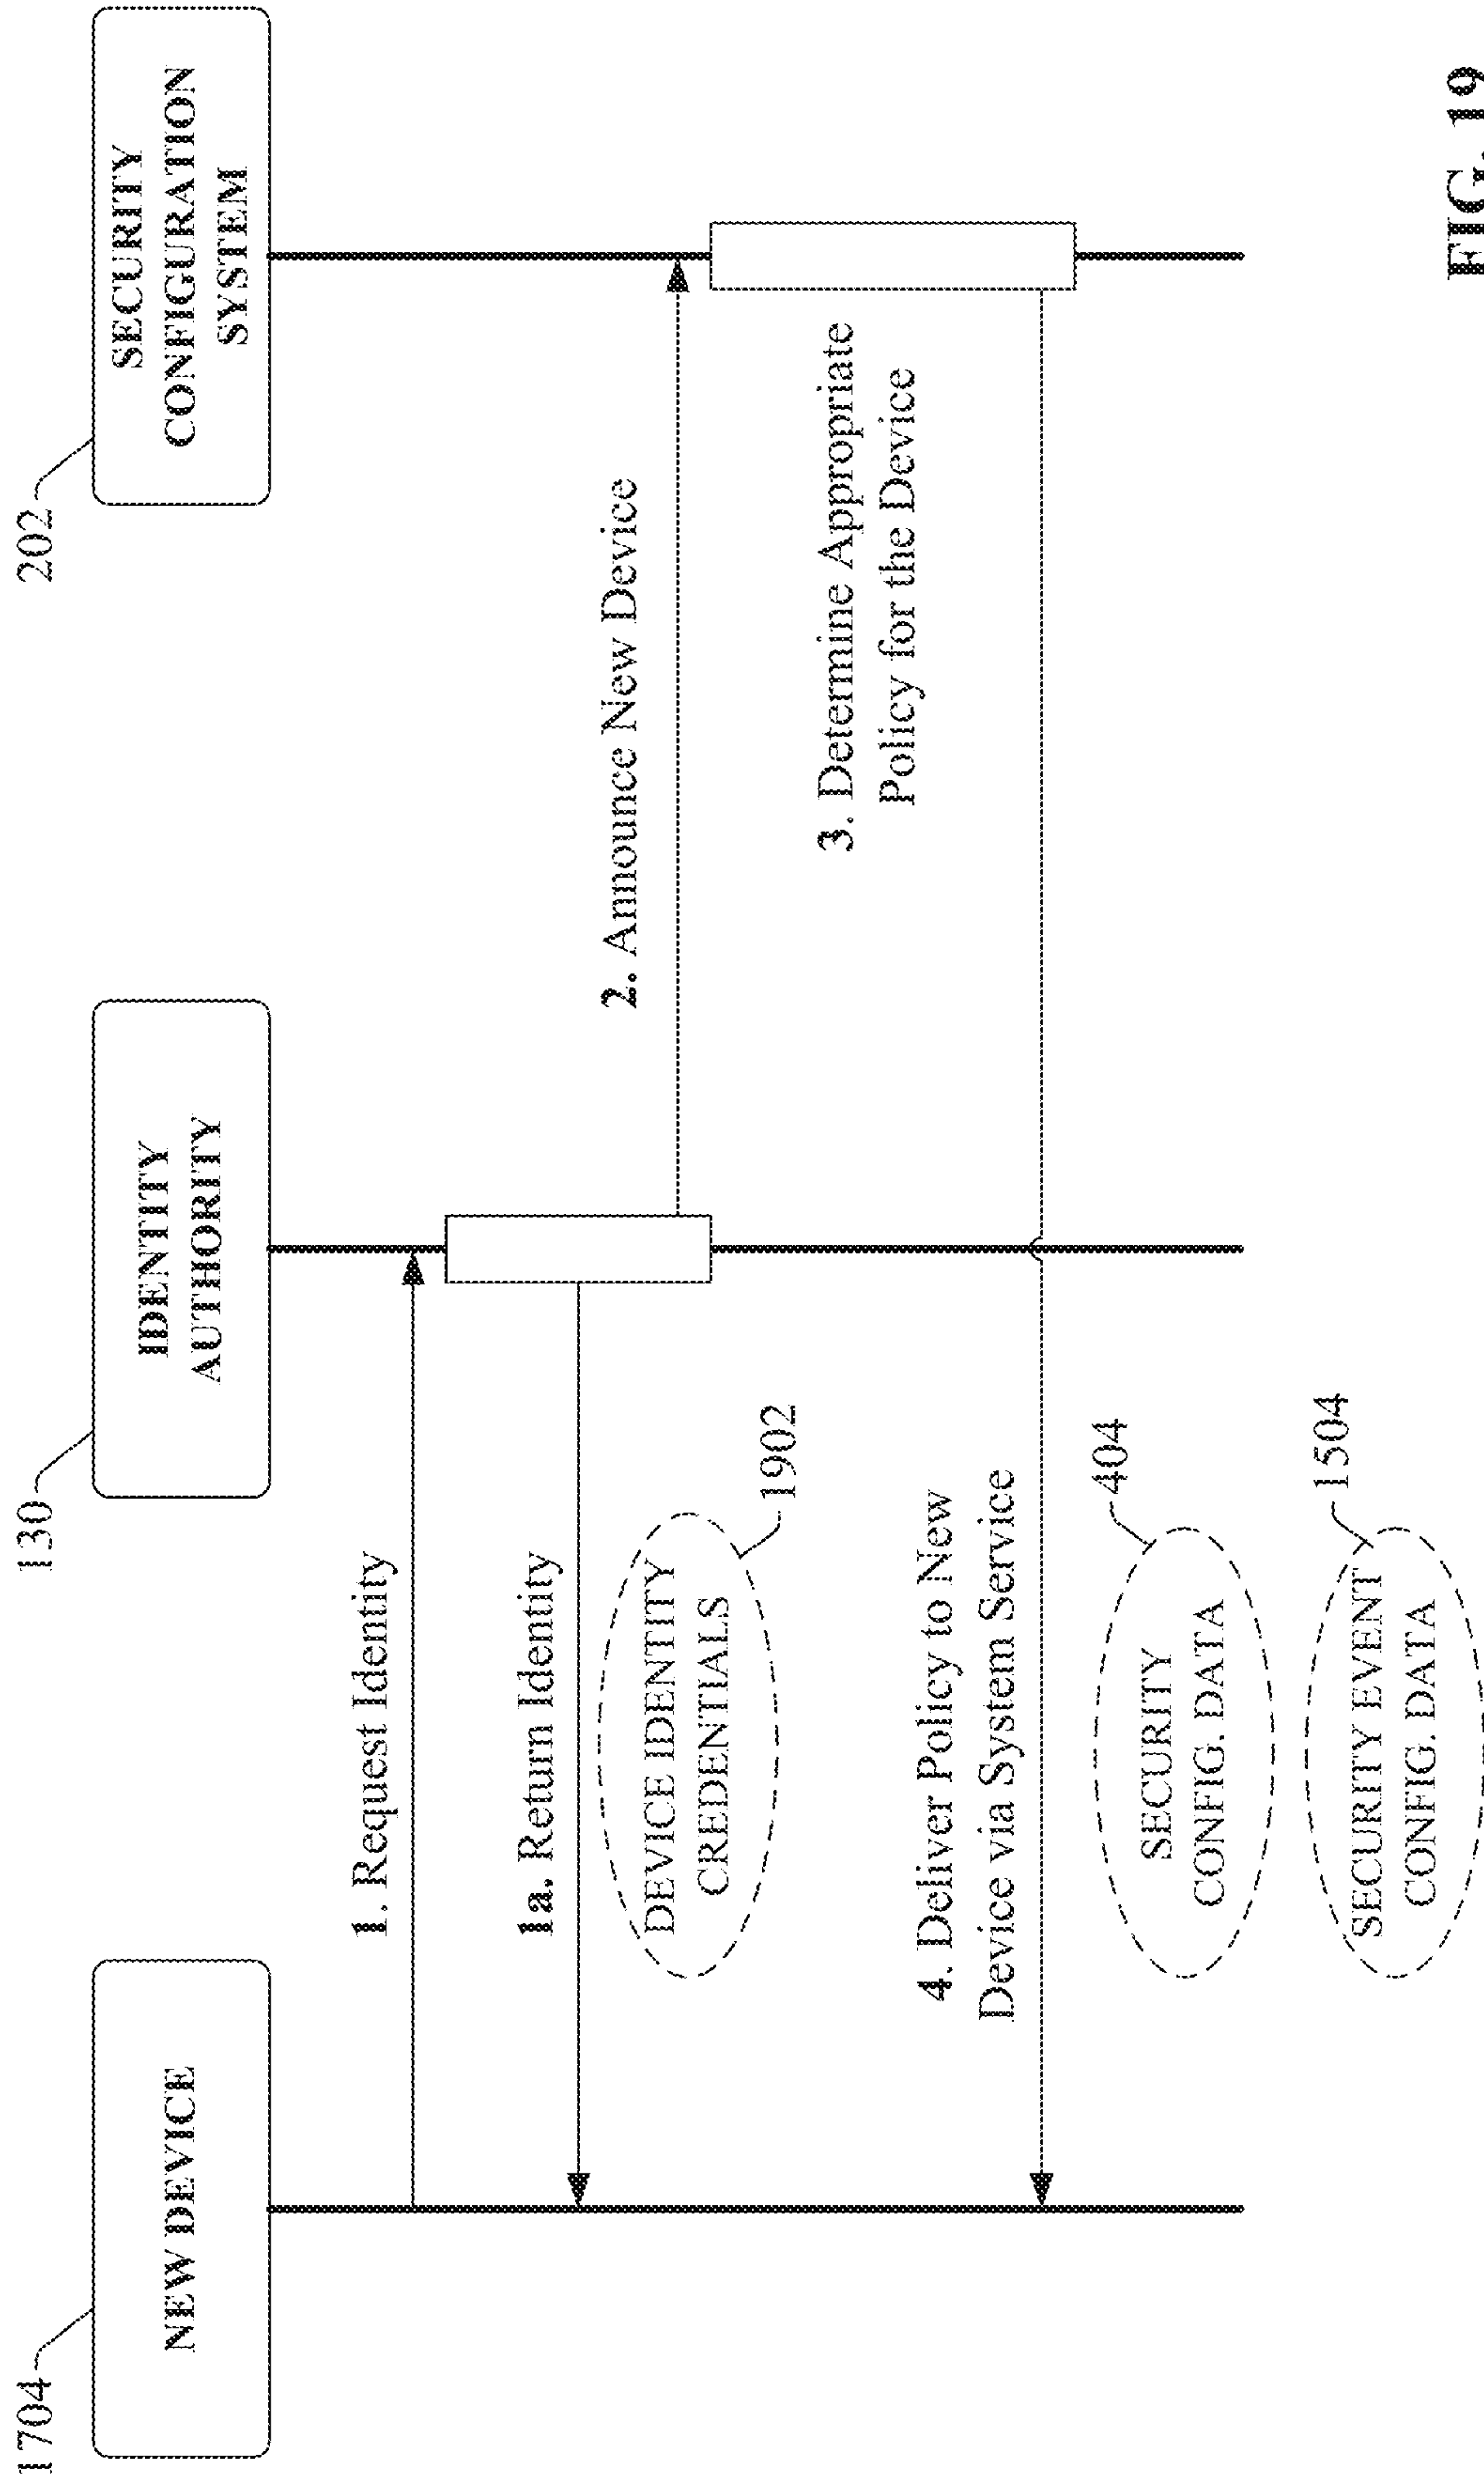 1704
NEW DEVICE
130
IDENTITY
AUTHORITY
202
SECURITY
CONFIGURATION
SYSTEM
1. Request Identity
1a. Return Identity
DEVICE IDENTITY
CREDENTIALS
1902
2. Announce New Device
3. Determine Appropriate
Policy for the Device
4. Deliver Policy to New
Device via System Service
SECURITY
CONFIG. DATA
404
SECURITY EVENT
CONFIG. DATA
1504
FIG. 19